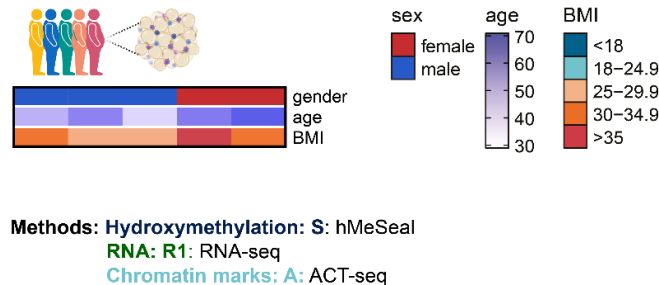 sex
female
male
age
70
60
50
40
30
BMI
<18
18-24.9
25-29.9
30-34.9
>35
gender
age
BMI
Methods: Hydroxymethylation: S: hMeSeal
RNA: R1: RNA-seq
Chromatin marks: A: ACT-seq